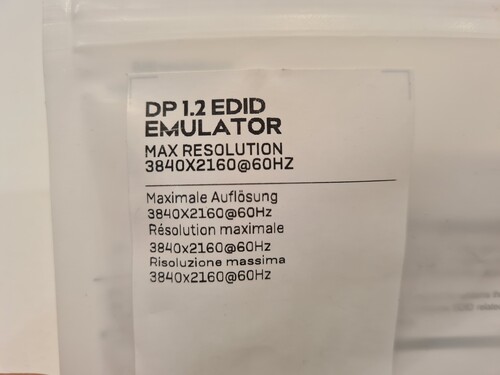 DP 1.2 EDID
EMULATOR
MAX RESOLUTION
3840X2160@60HZ
Maximale Auflösung
3840x2160@60Hz
Résolution maximale
3840x2160@60Hz
Risoluzione massima
3840x2160@60Hz